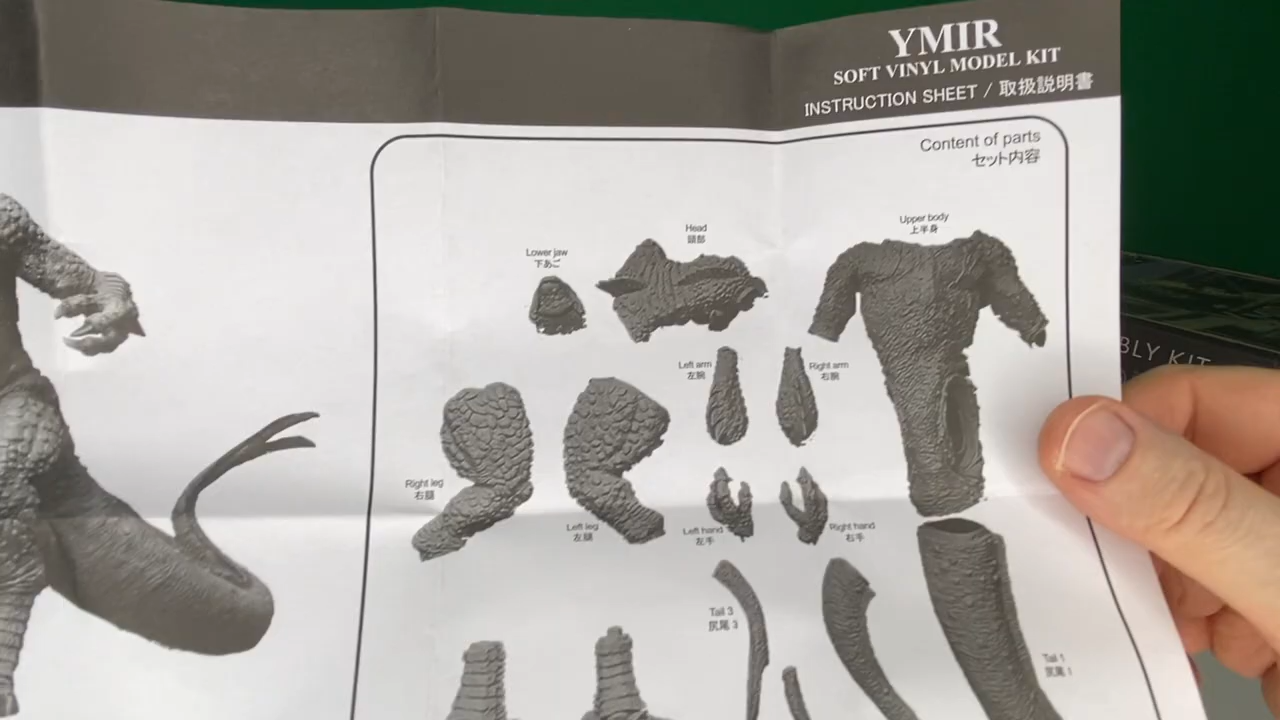 YMIR
SOFT VINYL MODEL KIT
INSTRUCTION SHEET / 取扱説明書
Content of parts
セット内容
Upper body
上半身
Head
頭部
Lower jaw
下あご
Left arm
左腕
Right arm
右腕
Right leg
右腿
Left leg
左腿
Left hand
左手
Right hand
右手
Tail 3
尻尾 3
Tail 1
尻尾 1
BLY KIT